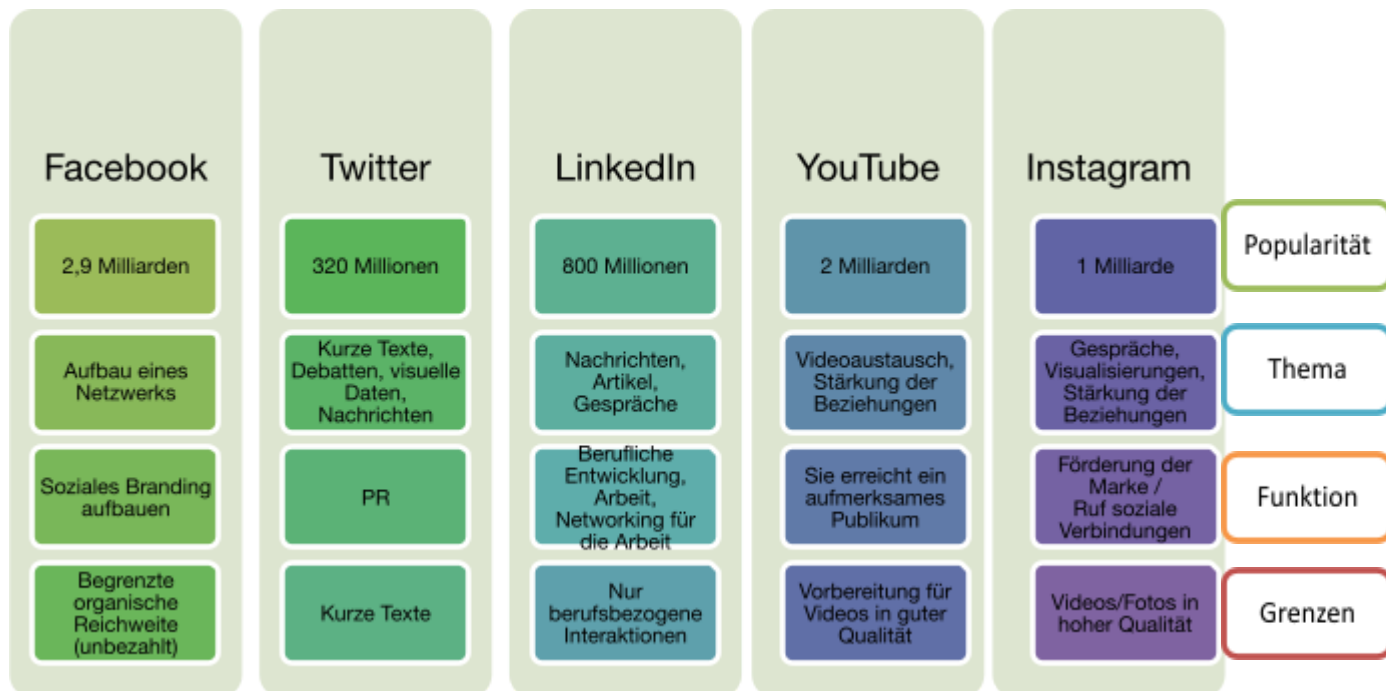 Facebook
Twitter
LinkedIn
YouTube
Instagram
2,9 Milliarden
320 Millionen
800 Millionen
2 Milliarden
1 Milliarde
Popularität
Aufbau eines
Netzwerks
Kurze Texte,
Debatten, visuelle
Daten,
Nachrichten
Nachrichten,
Artikel,
Gespräche
Videoaustausch,
Stärkung der
Beziehungen
Gespräche,
Visualisierungen,
Stärkung der
Beziehungen
Thema
Soziales Branding
aufbauen
PR
Berufliche
Entwicklung,
Arbeit,
Networking für
die Arbeit
Sie erreicht ein
aufmerksames
Publikum
Förderung der
Marke /
Ruf soziale
Verbindungen
Funktion
Begrenzte
organische
Reichweite
(unbezahlt)
Kurze Texte
Nur
berufsbezogene
Interaktionen
Vorbereitung für
Videos in guter
Qualität
Videos/Fotos in
hoher Qualität
Grenzen